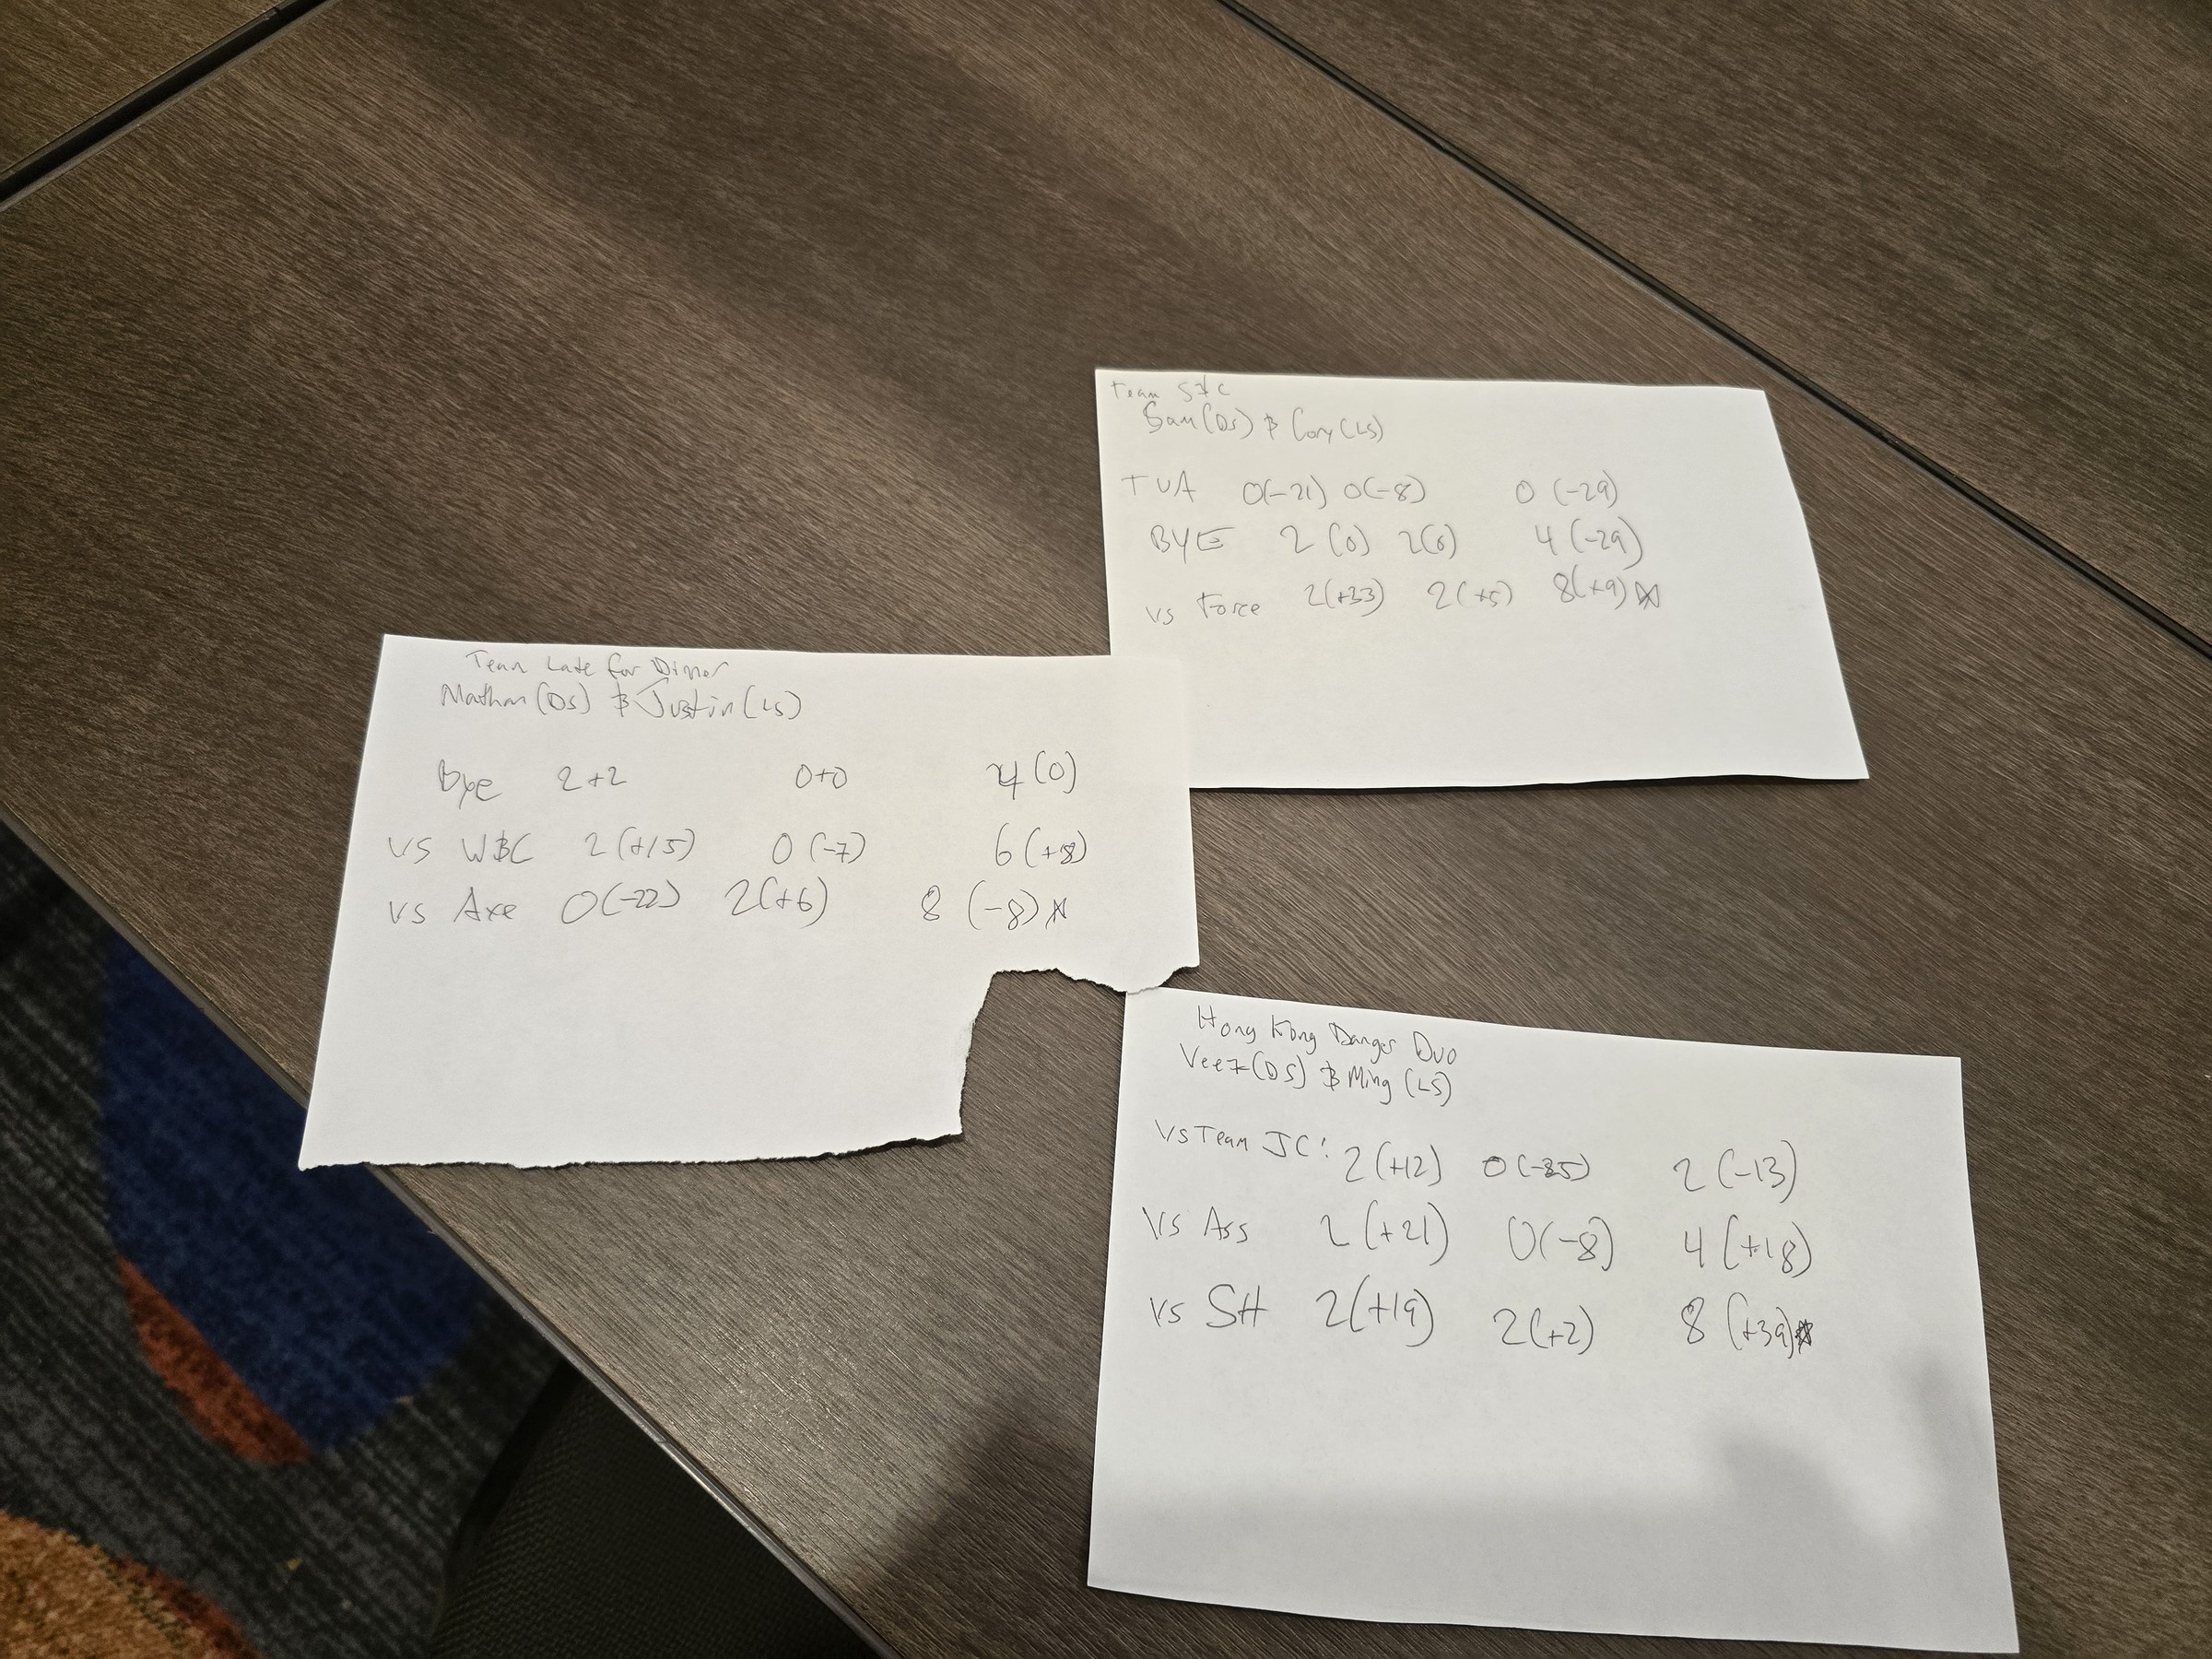 Team S&C
Sam(DS) & Cory(LS)
TVA 0(-21) 0(-8) 0 (-29)
BYE 2 (0) 2(0) 4 (-29)
vs Force 2(+33) 2(+5) 8(+9)
Team Late for Dinner
Nathan(DS) & Justin(LS)
Bye 2+2 0+0 4 (0)
VS W&C 2(+15) 0(-7) 6(+8)
VS Axe 0(-22) 2(+6) 8 (-8)
Hong Kong Danger Duo
Veez(DS) & Ming (LS)
Vs Team JC: 2(+12) 0(-25) 2(-13)
Vs Ass 2(+21) 0(-8) 4(+18)
VS SH 2(+19) 2(+2) 8 (+39)